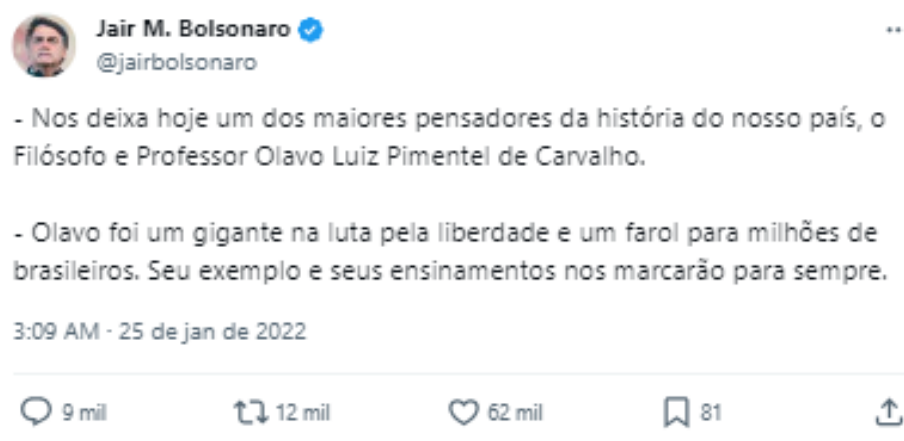 Jair M. Bolsonaro
@jairbolsonaro
- Nos deixa hoje um dos maiores pensadores da história do nosso país, o
Filósofo e Professor Olavo Luiz Pimentel de Carvalho.
- Olavo foi um gigante na luta pela liberdade e um farol para milhões de
brasileiros. Seu exemplo e seus ensinamentos nos marcarão para sempre.
3:09 AM · 25 de jan de 2022
9 mil 12 mil 62 mil 81